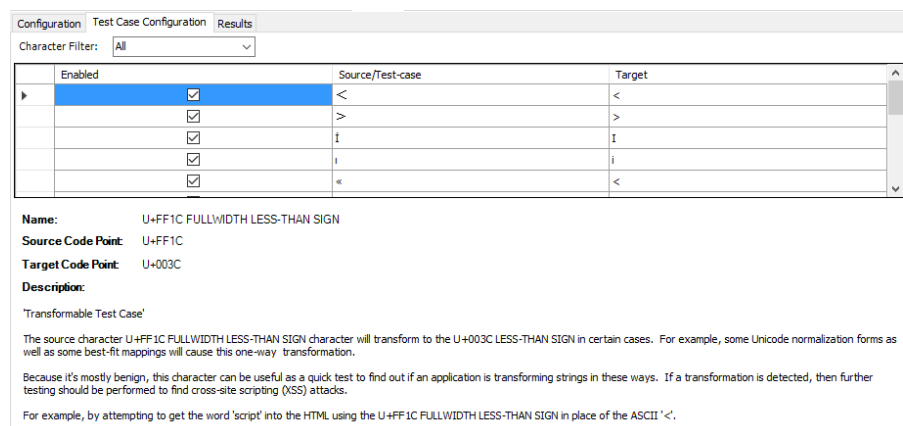 Configuration Test Case Configuration Results
Character Filter: All
Enabled Source/Test-case Target
＜ <
＞ >
İ I
ı i
« <
Name: U+FF1C FULLWIDTH LESS-THAN SIGN
Source Code Point: U+FF1C
Target Code Point: U+003C
Description:
'Transformable Test Case'
The source character U+FF1C FULLWIDTH LESS-THAN SIGN character will transform to the U+003C LESS-THAN SIGN in certain cases. For example, some Unicode normalization forms as
well as some best-fit mappings will cause this one-way transformation.
Because it's mostly benign, this character can be useful as a quick test to find out if an application is transforming strings in these ways. If a transformation is detected, then further
testing should be performed to find cross-site scripting (XSS) attacks.
For example, by attempting to get the word 'script' into the HTML using the U+FF1C FULLWIDTH LESS-THAN SIGN in place of the ASCII '<'.